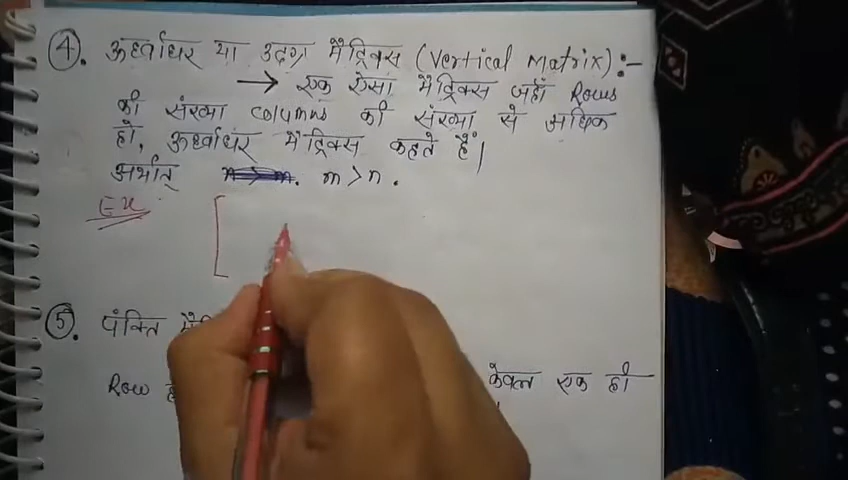 ④. ऊर्ध्वाधर या उदग्र मैट्रिक्स (Vertical Matrix):-
→ एक ऐसा मैट्रिक्स जहाँ Rows
की संख्या columns की संख्या से अधिक
हो, ऊर्ध्वाधर मैट्रिक्स कहते हैं।
अर्थात् m > n.
Ex
[
⑤. पंक्ति
Row केवल एक ही